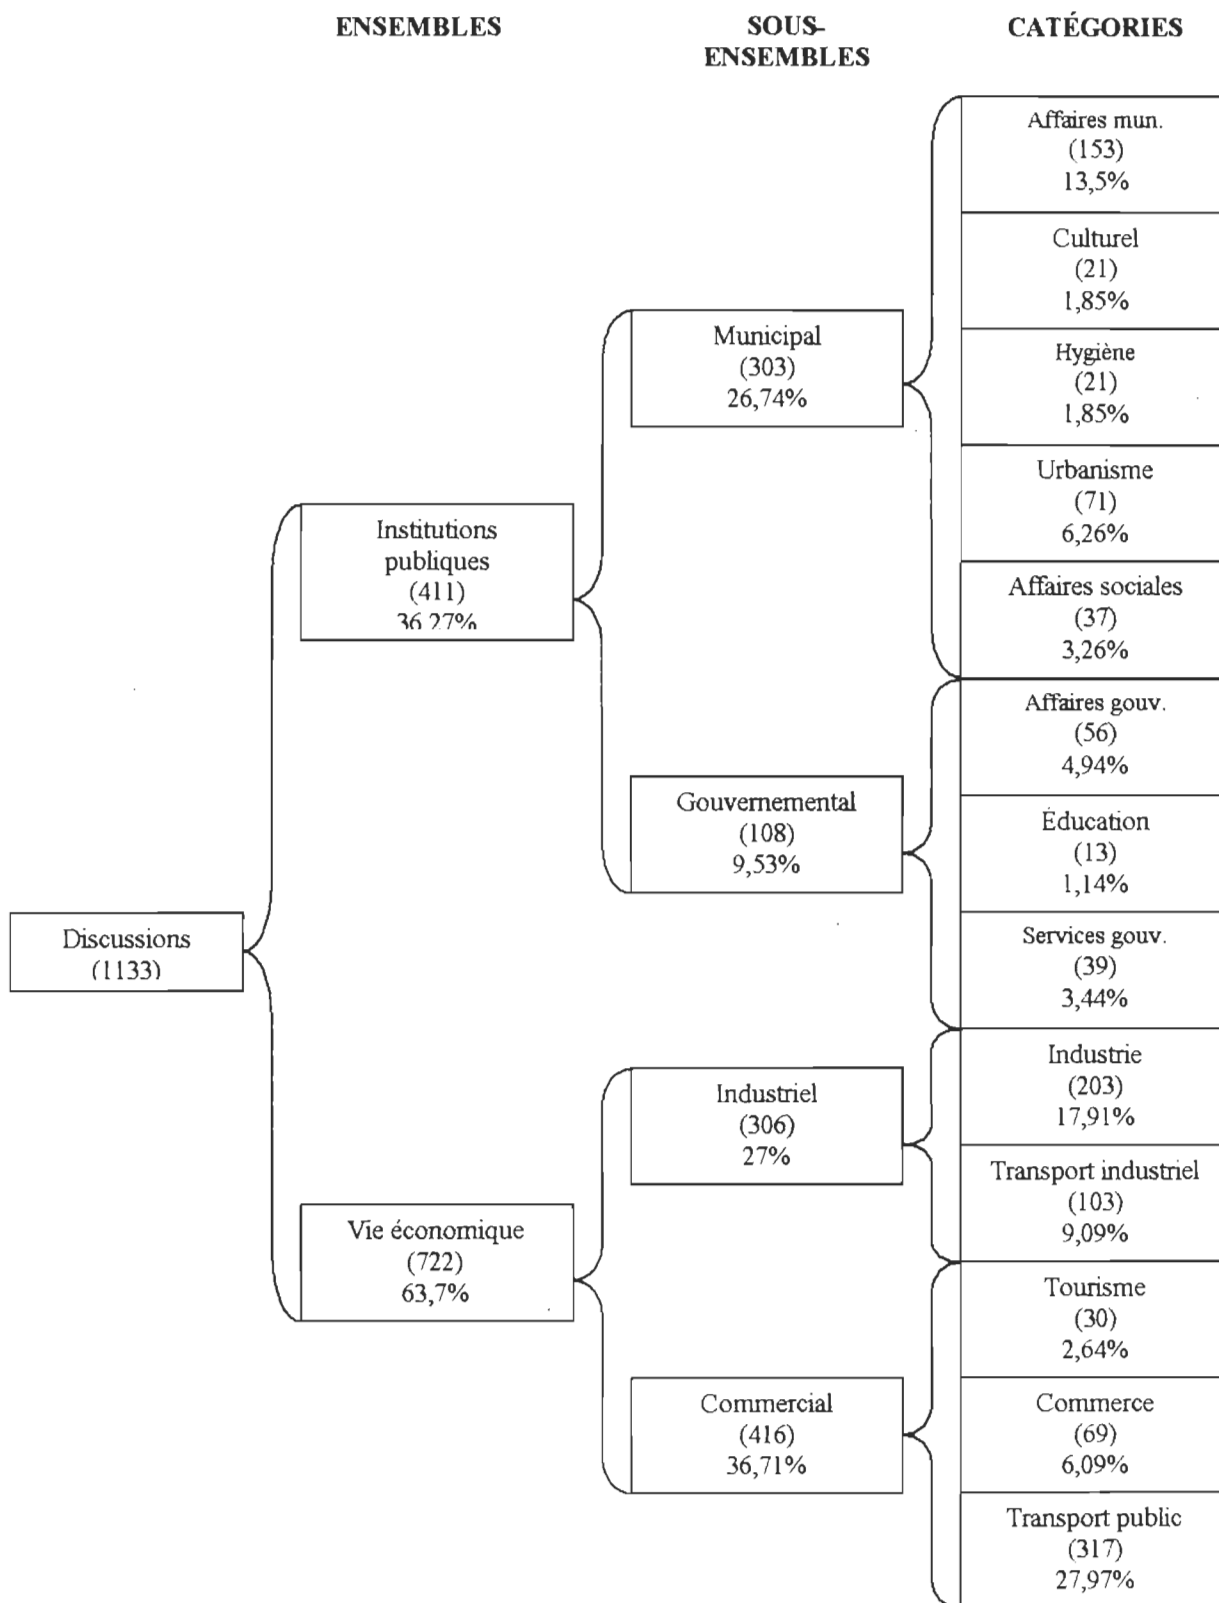 ENSEMBLES
SOUS-
ENSEMBLES
CATÉGORIES
Discussions
(1133)
Institutions
publiques
(411)
36,27%
Vie économique
(722)
63,7%
Municipal
(303)
26,74%
Gouvernemental
(108)
9,53%
Industriel
(306)
27%
Commercial
(416)
36,71%
Affaires mun.
(153)
13,5%
Culturel
(21)
1,85%
Hygiène
(21)
1,85%
Urbanisme
(71)
6,26%
Affaires sociales
(37)
3,26%
Affaires gouv.
(56)
4,94%
Éducation
(13)
1,14%
Services gouv.
(39)
3,44%
Industrie
(203)
17,91%
Transport industriel
(103)
9,09%
Tourisme
(30)
2,64%
Commerce
(69)
6,09%
Transport public
(317)
27,97%